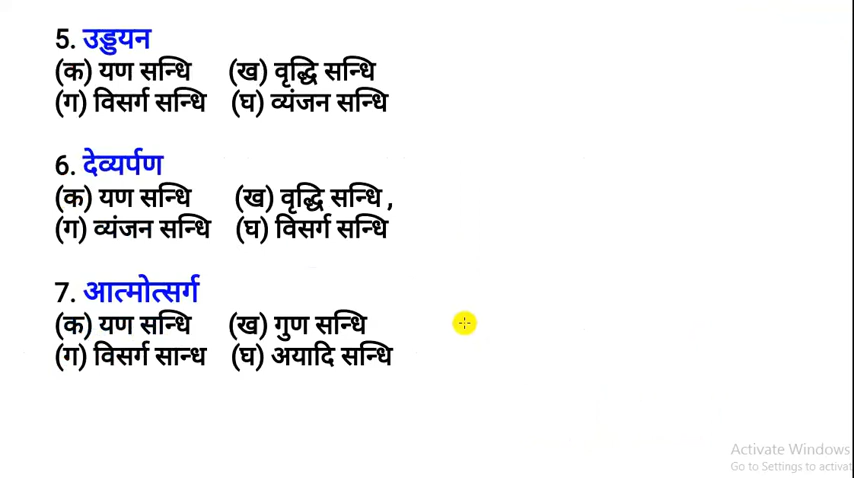 5. उड्डयन
(क) यण सन्धि (ख) वृद्धि सन्धि
(ग) विसर्ग सन्धि (घ) व्यंजन सन्धि
6. देव्यर्पण
(क) यण सन्धि (ख) वृद्धि सन्धि ,
(ग) व्यंजन सन्धि (घ) विसर्ग सन्धि
7. आत्मोत्सर्ग
(क) यण सन्धि (ख) गुण सन्धि
(ग) विसर्ग सान्ध (घ) अयादि सन्धि
Activate Windows
Go to Settings to activat